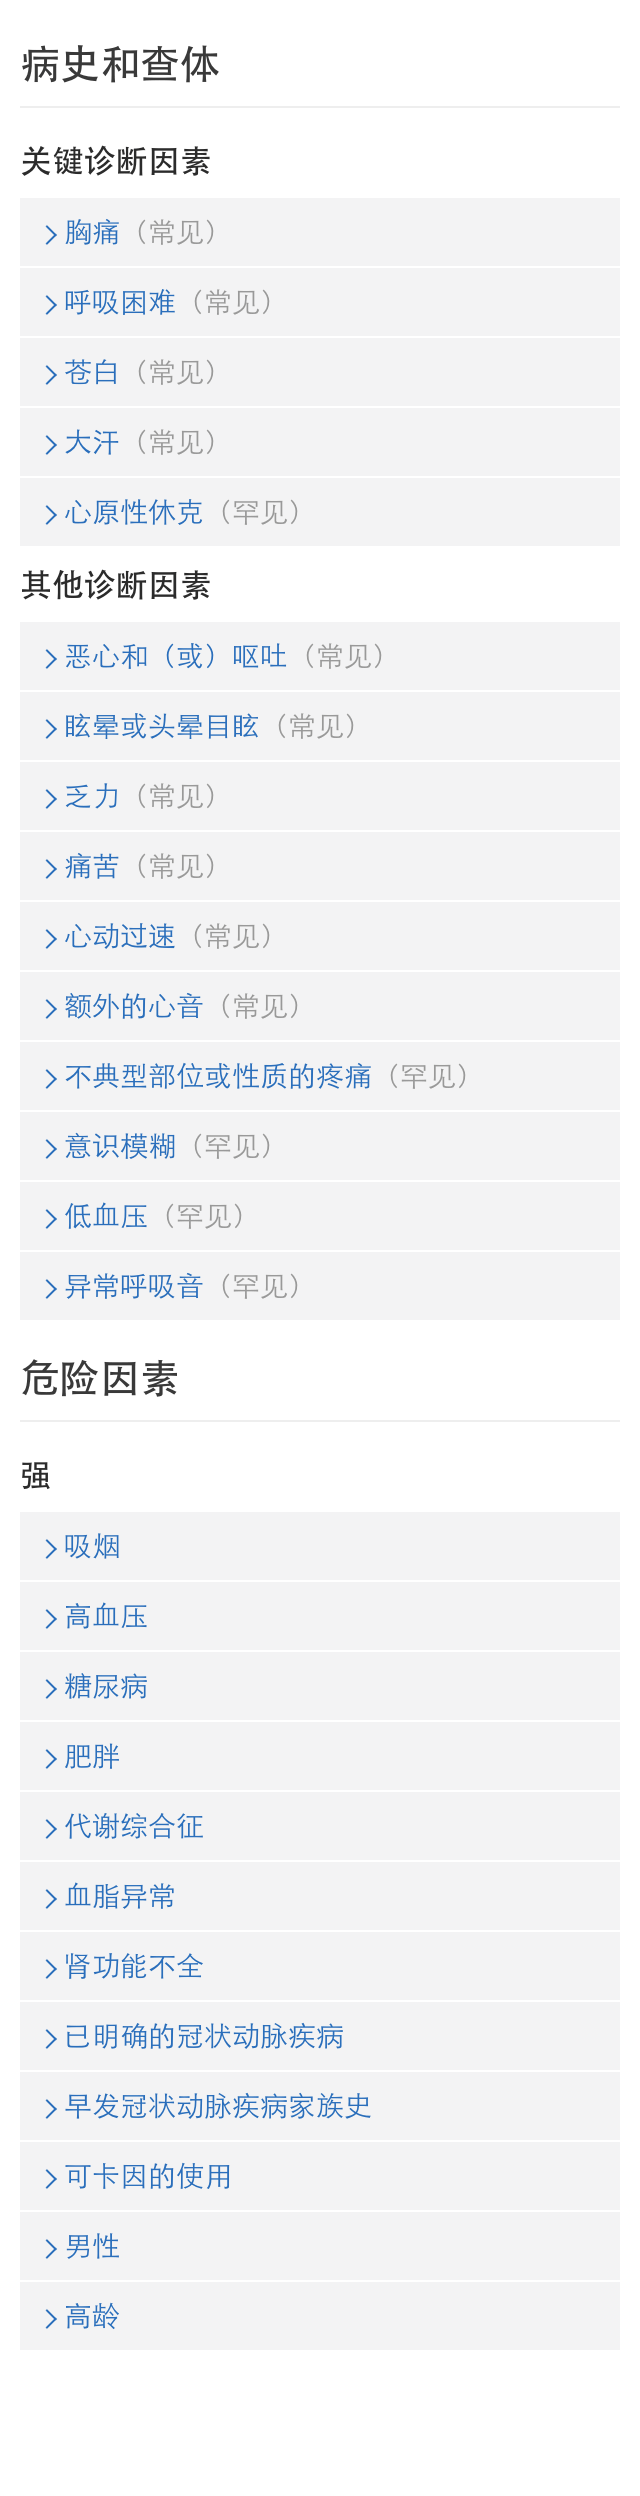 病史和查体
关键诊断因素
胸痛（常见）
呼吸困难（常见）
苍白（常见）
大汗（常见）
心原性休克（罕见）
其他诊断因素
恶心和（或）呕吐（常见）
眩晕或头晕目眩（常见）
乏力（常见）
痛苦（常见）
心动过速（常见）
额外的心音（常见）
不典型部位或性质的疼痛（罕见）
意识模糊（罕见）
低血压（罕见）
异常呼吸音（罕见）
危险因素
强
吸烟
高血压
糖尿病
肥胖
代谢综合征
血脂异常
肾功能不全
已明确的冠状动脉疾病
早发冠状动脉疾病家族史
可卡因的使用
男性
高龄